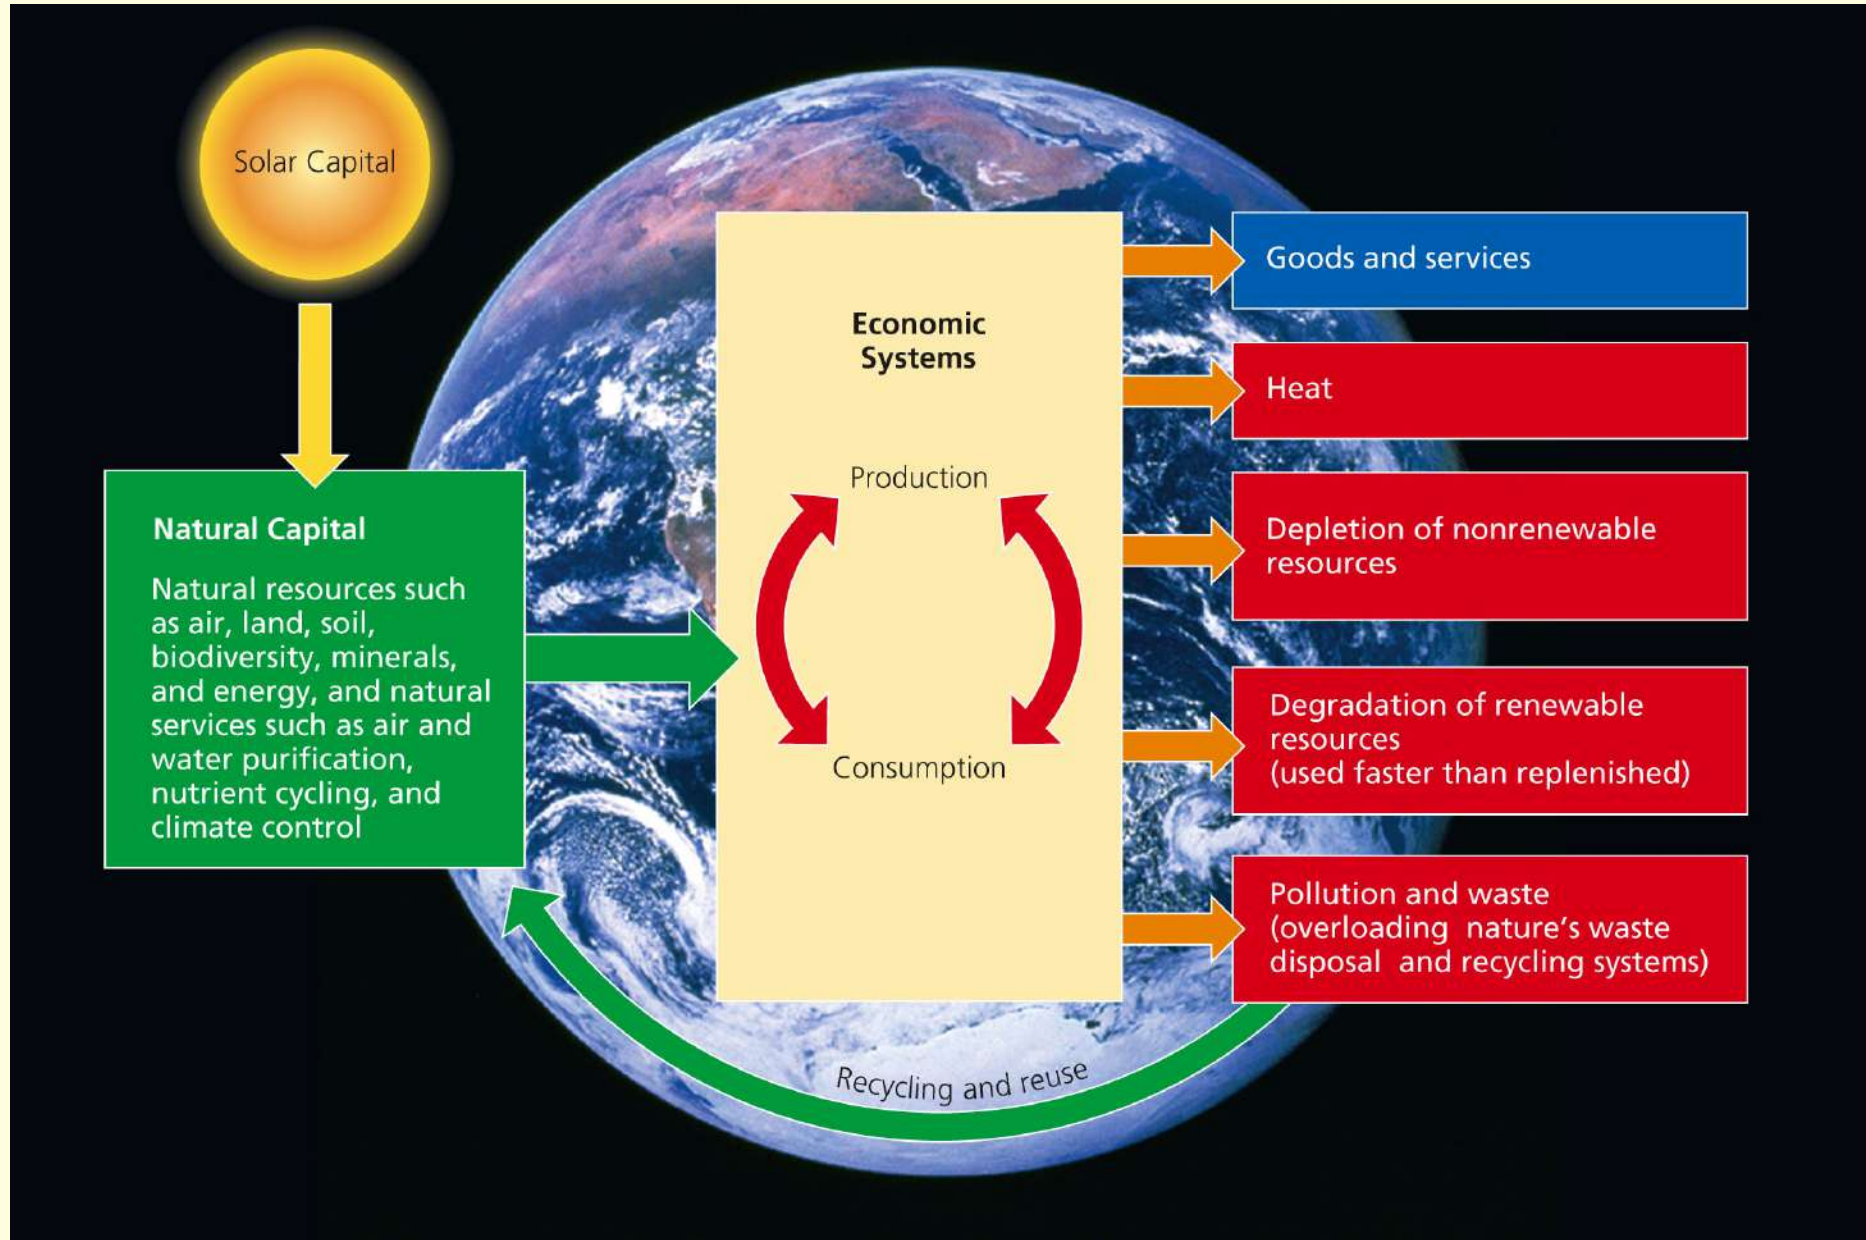 Solar Capital
Natural Capital
Natural resources such
as air, land, soil,
biodiversity, minerals,
and energy, and natural
services such as air and
water purification,
nutrient cycling, and
climate control
Economic
Systems
Production
Consumption
Goods and services
Heat
Depletion of nonrenewable
resources
Degradation of renewable
resources
(used faster than replenished)
Pollution and waste
(overloading nature's waste
disposal and recycling systems)
Recycling and reuse